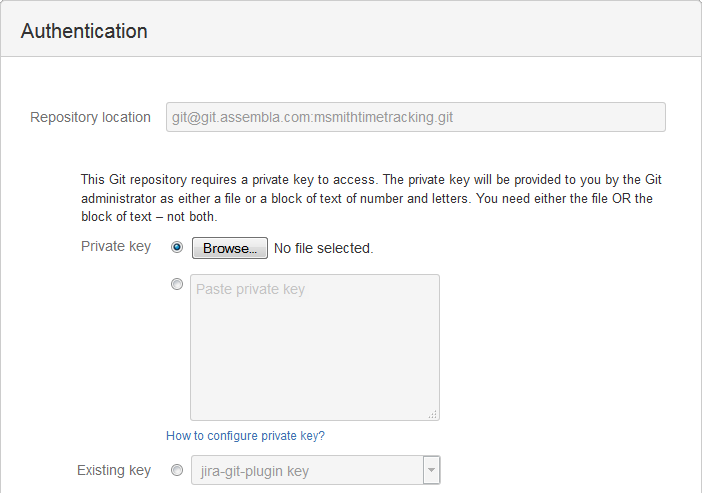 Authentication
Repository location git@git.assembla.com:msmithtimetracking.git
This Git repository requires a private key to access. The private key will be provided to you by the Git
administrator as either a file or a block of text of number and letters. You need either the file OR the
block of text – not both.
Private key Browse... No file selected.
Paste private key
How to configure private key?
Existing key jira-git-plugin key